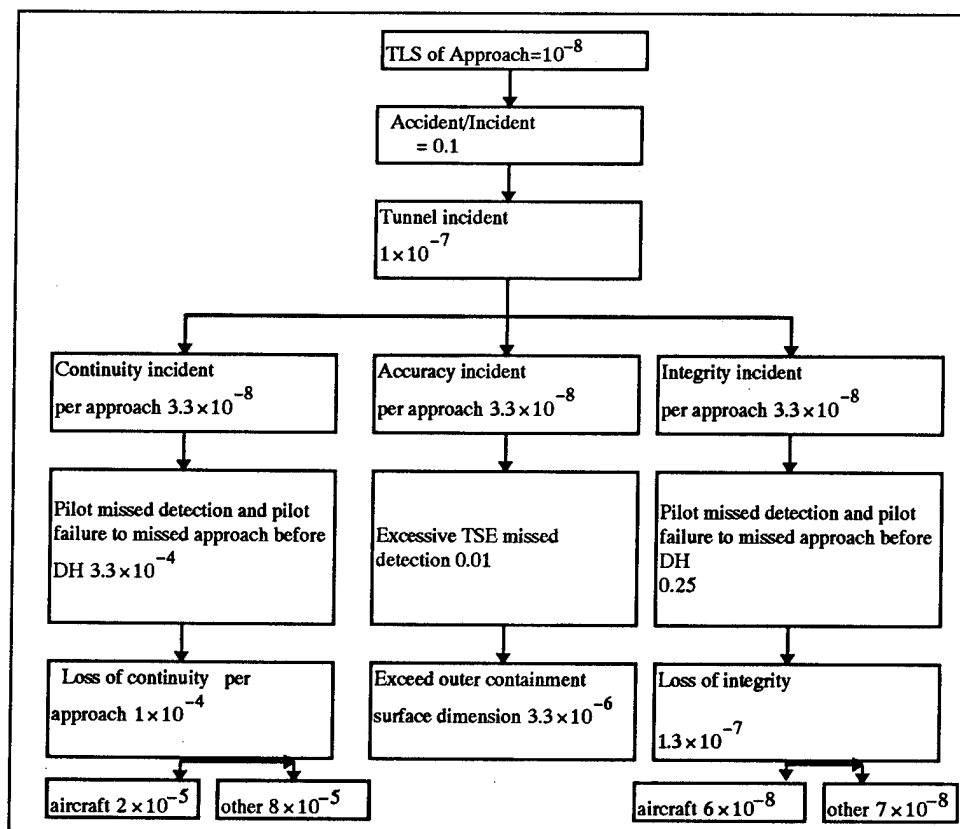 TLS of Approach=10⁻⁸
Accident/Incident
= 0.1
Tunnel incident
1×10⁻⁷
Continuity incident
per approach 3.3×10⁻⁸
Accuracy incident
per approach 3.3×10⁻⁸
Integrity incident
per approach 3.3×10⁻⁸
Pilot missed detection and pilot
failure to missed approach before
DH 3.3×10⁻⁴
Excessive TSE missed
detection 0.01
Pilot missed detection and pilot
failure to missed approach before
DH
0.25
Loss of continuity per
approach 1×10⁻⁴
Exceed outer containment
surface dimension 3.3×10⁻⁶
Loss of integrity
1.3×10⁻⁷
aircraft 2×10⁻⁵
other 8×10⁻⁵
aircraft 6×10⁻⁸
other 7×10⁻⁸